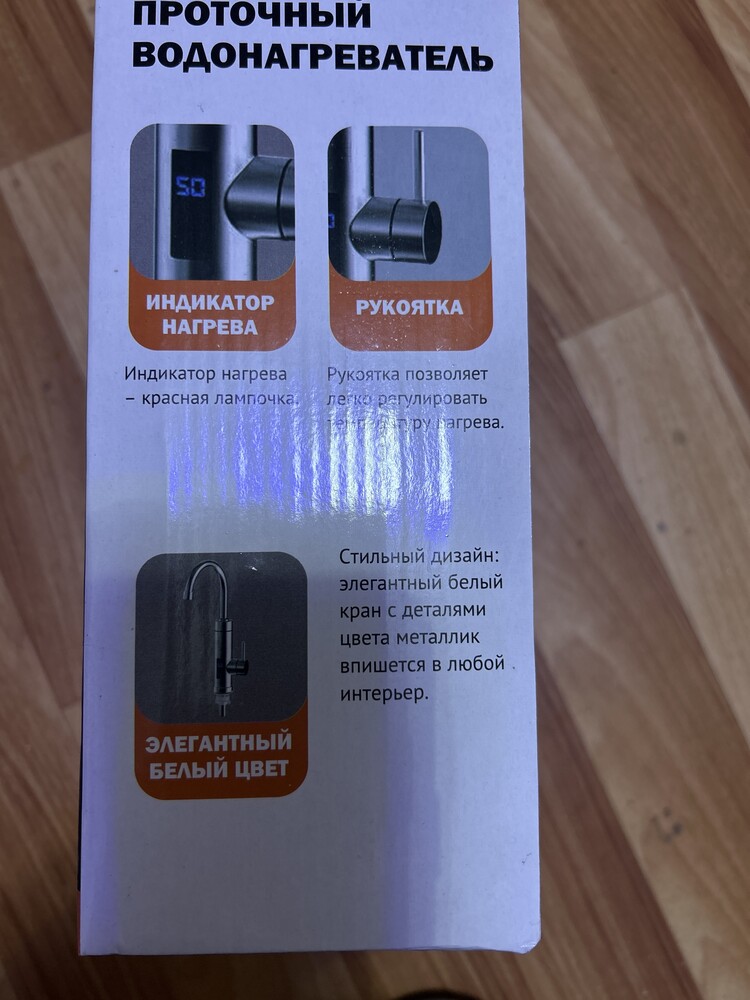 ПРОТОЧНЫЙ
ВОДОНАГРЕВАТЕЛЬ
50
ИНДИКАТОР
НАГРЕВА
Индикатор нагрева
– красная лампочка.
РУКОЯТКА
Рукоятка позволяет
легко регулировать
температуру нагрева.
Стильный дизайн:
элегантный белый
кран с деталями
цвета металлик
впишется в любой
интерьер.
ЭЛЕГАНТНЫЙ
БЕЛЫЙ ЦВЕТ